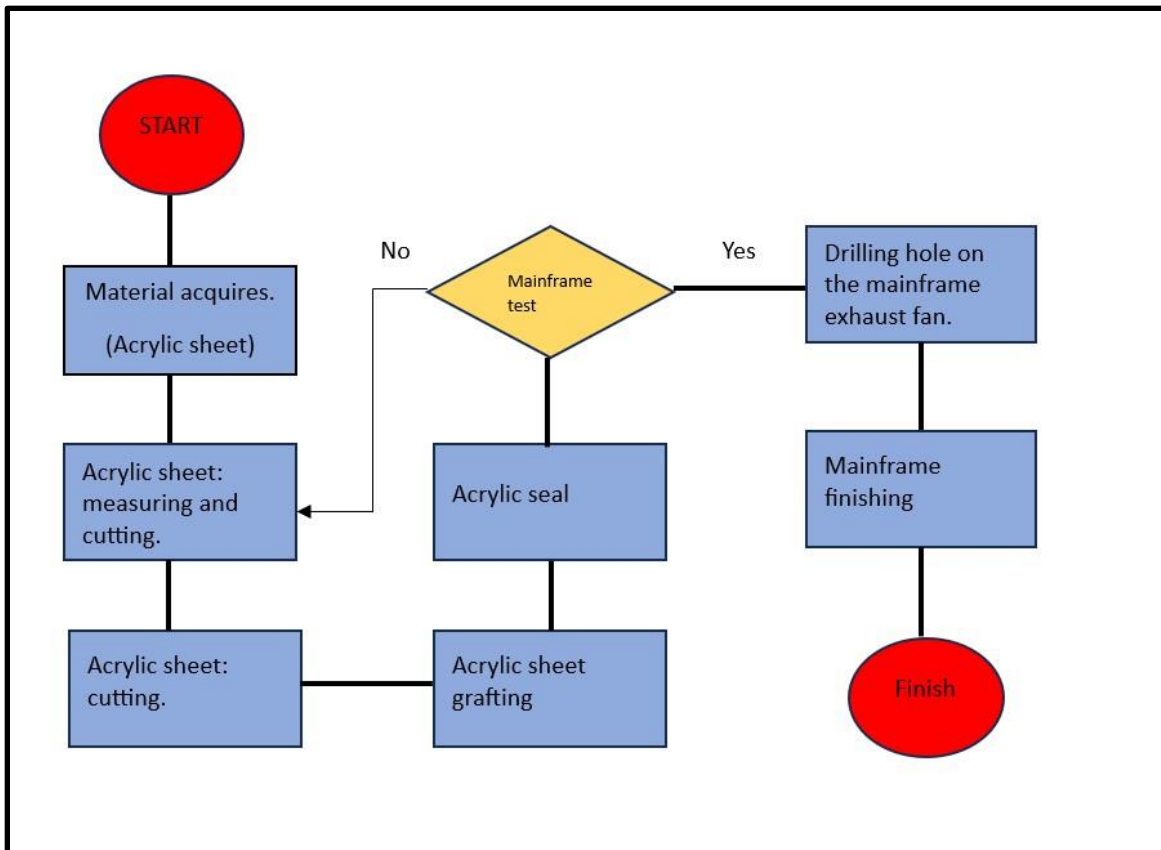 START
Material acquires.
(Acrylic sheet)
Acrylic sheet:
measuring and
cutting.
Acrylic sheet:
cutting.
Acrylic sheet
grafting
Acrylic seal
Mainframe
test
No
Yes
Drilling hole on
the mainframe
exhaust fan.
Mainframe
finishing
Finish